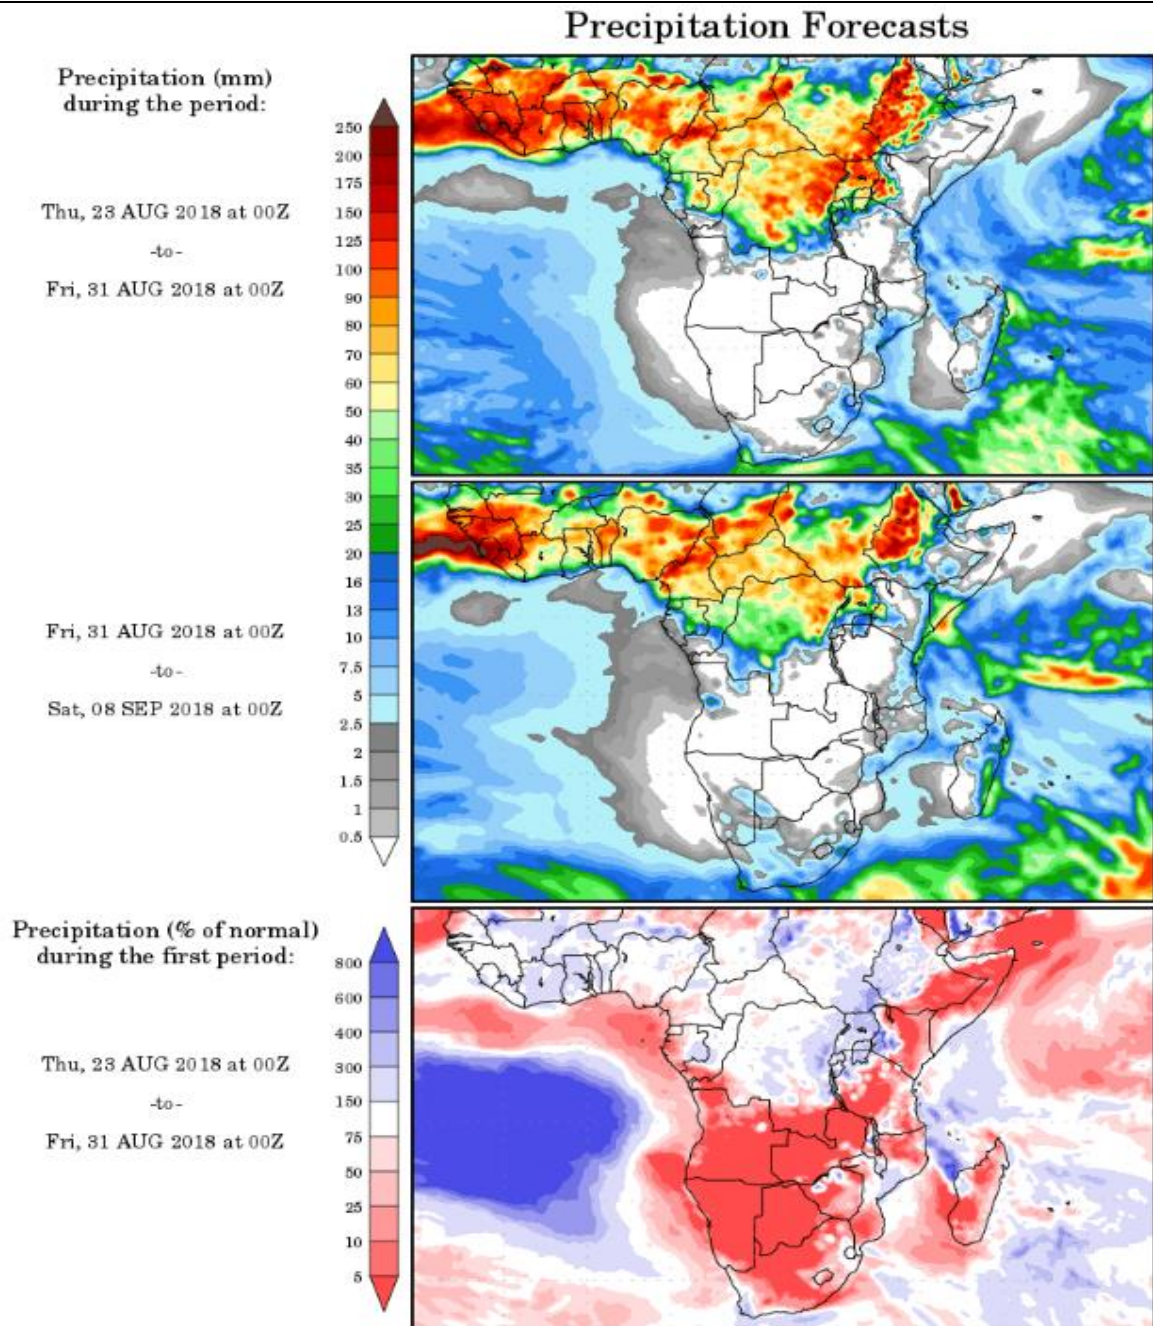 Precipitation Forecasts
Precipitation (mm)
during the period:
250
200
175
150
125
100
90
80
70
60
50
40
35
30
25
20
16
13
10
7.5
5
2.5
2
1.5
1
0.5
Thu, 23 AUG 2018 at 00Z
-to-
Fri, 31 AUG 2018 at 00Z
Fri, 31 AUG 2018 at 00Z
-to-
Sat, 08 SEP 2018 at 00Z
Precipitation (% of normal)
during the first period:
800
600
400
300
150
75
50
25
10
5
Thu, 23 AUG 2018 at 00Z
-to-
Fri, 31 AUG 2018 at 00Z